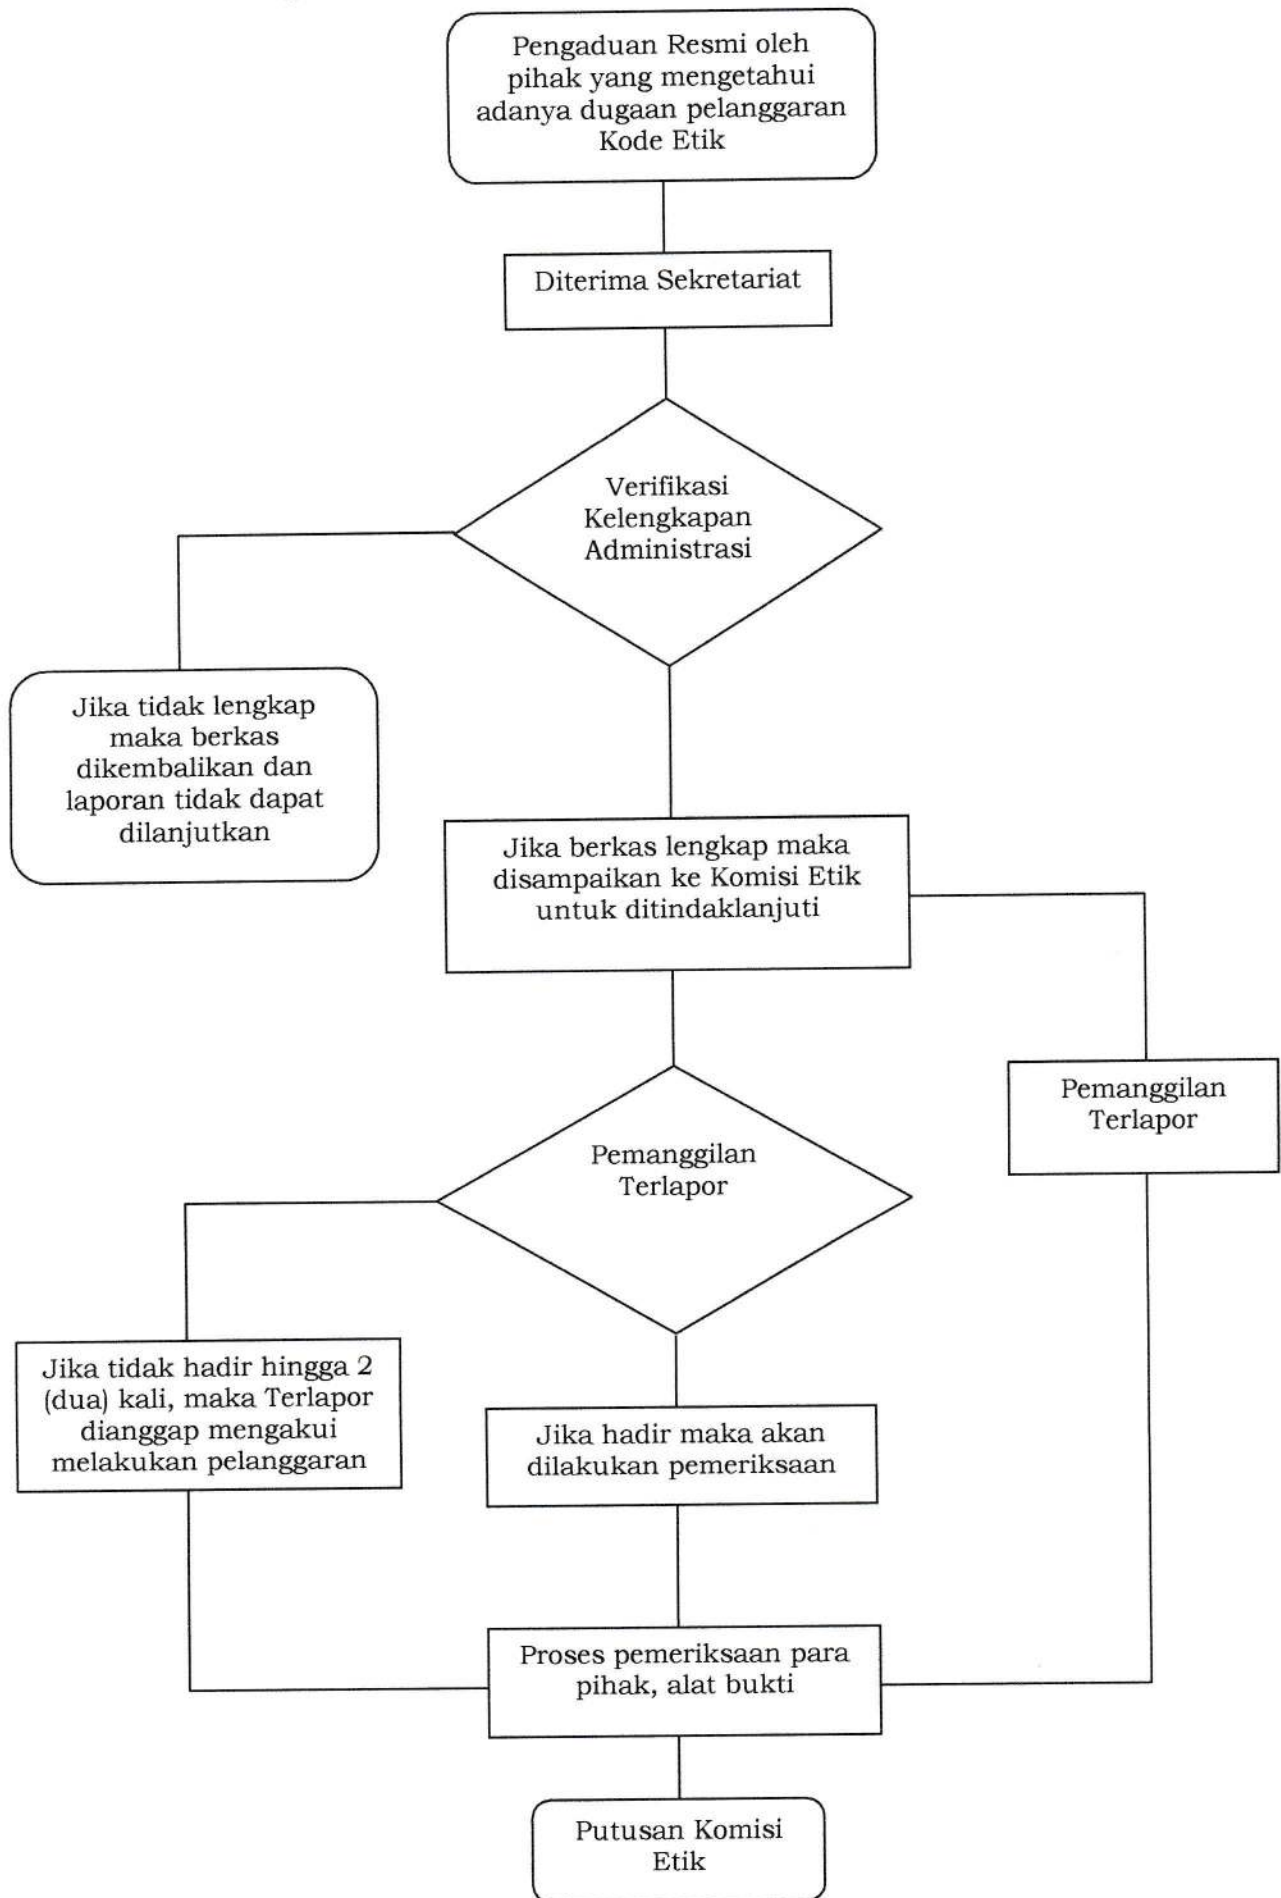 Pengaduan Resmi oleh
pihak yang mengetahui
adanya dugaan pelanggaran
Kode Etik
Diterima Sekretariat
Verifikasi
Kelengkapan
Administrasi
Jika tidak lengkap
maka berkas
dikembalikan dan
laporan tidak dapat
dilanjutkan
Jika berkas lengkap maka
disampaikan ke Komisi Etik
untuk ditindaklanjuti
Pemanggilan
Terlapor
Pemanggilan
Terlapor
Jika tidak hadir hingga 2
(dua) kali, maka Terlapor
dianggap mengakui
melakukan pelanggaran
Jika hadir maka akan
dilakukan pemeriksaan
Proses pemeriksaan para
pihak, alat bukti
Putusan Komisi
Etik